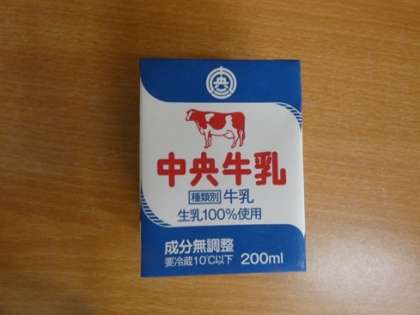 央
中央牛乳
種類別 牛乳
生乳100%使用
成分無調整
要冷蔵10℃以下 200ml